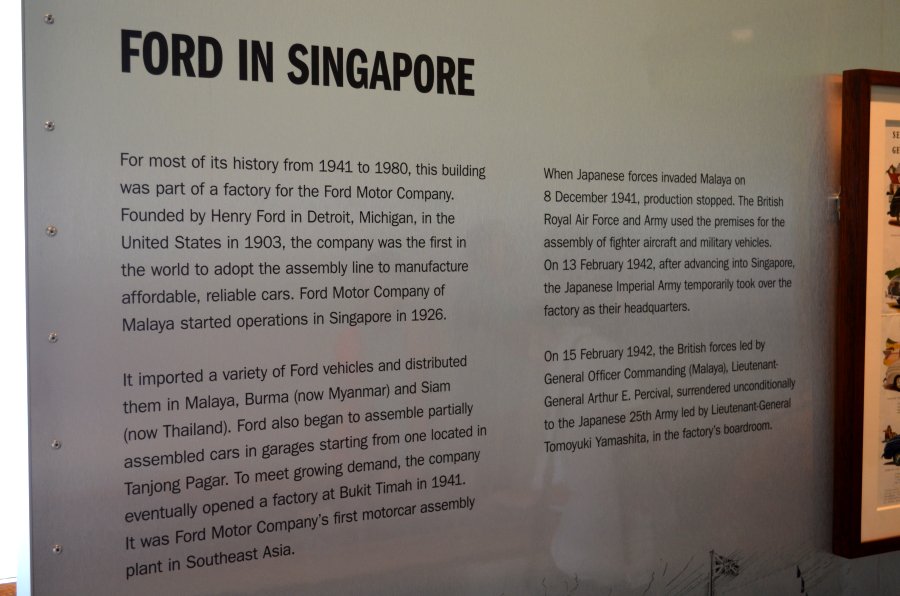 FORD IN SINGAPORE
For most of its history from 1941 to 1980, this building
was part of a factory for the Ford Motor Company.
Founded by Henry Ford in Detroit, Michigan, in the
United States in 1903, the company was the first in
the world to adopt the assembly line to manufacture
affordable, reliable cars. Ford Motor Company of
Malaya started operations in Singapore in 1926.
It imported a variety of Ford vehicles and distributed
them in Malaya, Burma (now Myanmar) and Siam
(now Thailand). Ford also began to assemble partially
assembled cars in garages starting from one located in
Tanjong Pagar. To meet growing demand, the company
eventually opened a factory at Bukit Timah in 1941.
It was Ford Motor Company's first motorcar assembly
plant in Southeast Asia.
When Japanese forces invaded Malaya on
8 December 1941, production stopped. The British
Royal Air Force and Army used the premises for the
assembly of fighter aircraft and military vehicles.
On 13 February 1942, after advancing into Singapore,
the Japanese Imperial Army temporarily took over the
factory as their headquarters.
On 15 February 1942, the British forces led by
General Officer Commanding (Malaya), Lieutenant-
General Arthur E. Percival, surrendered unconditionally
to the Japanese 25th Army led by Lieutenant-General
Tomoyuki Yamashita, in the factory's boardroom.